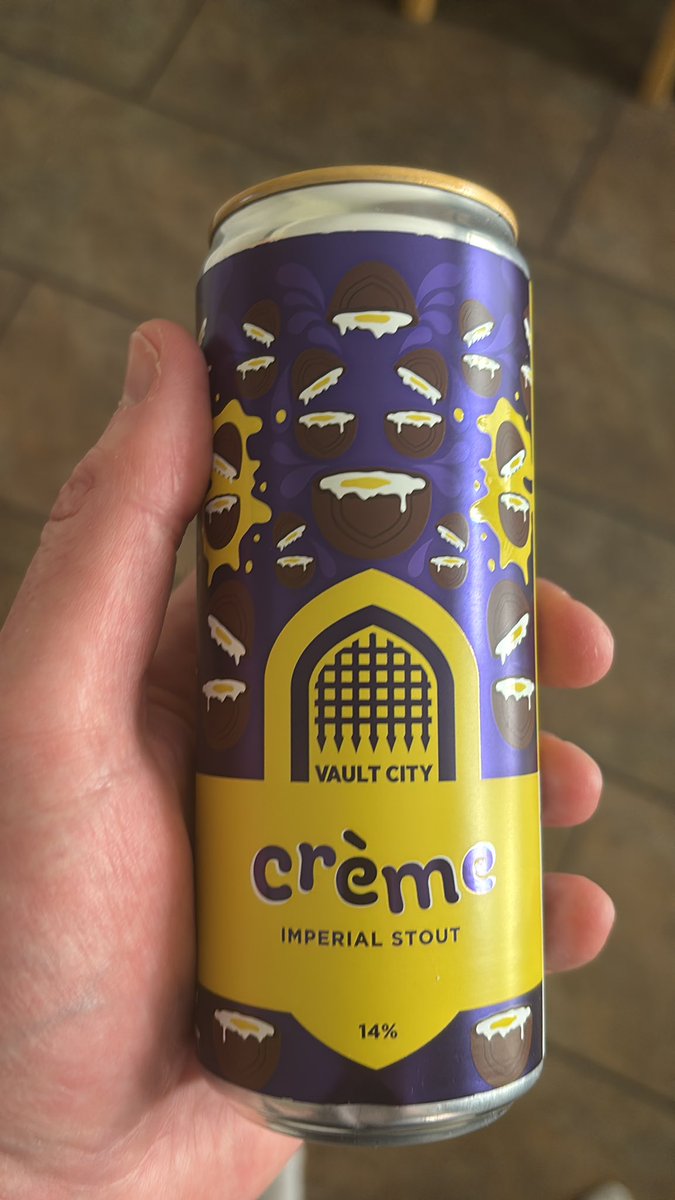 VAULT CITY
crème
IMPERIAL STOUT
14%